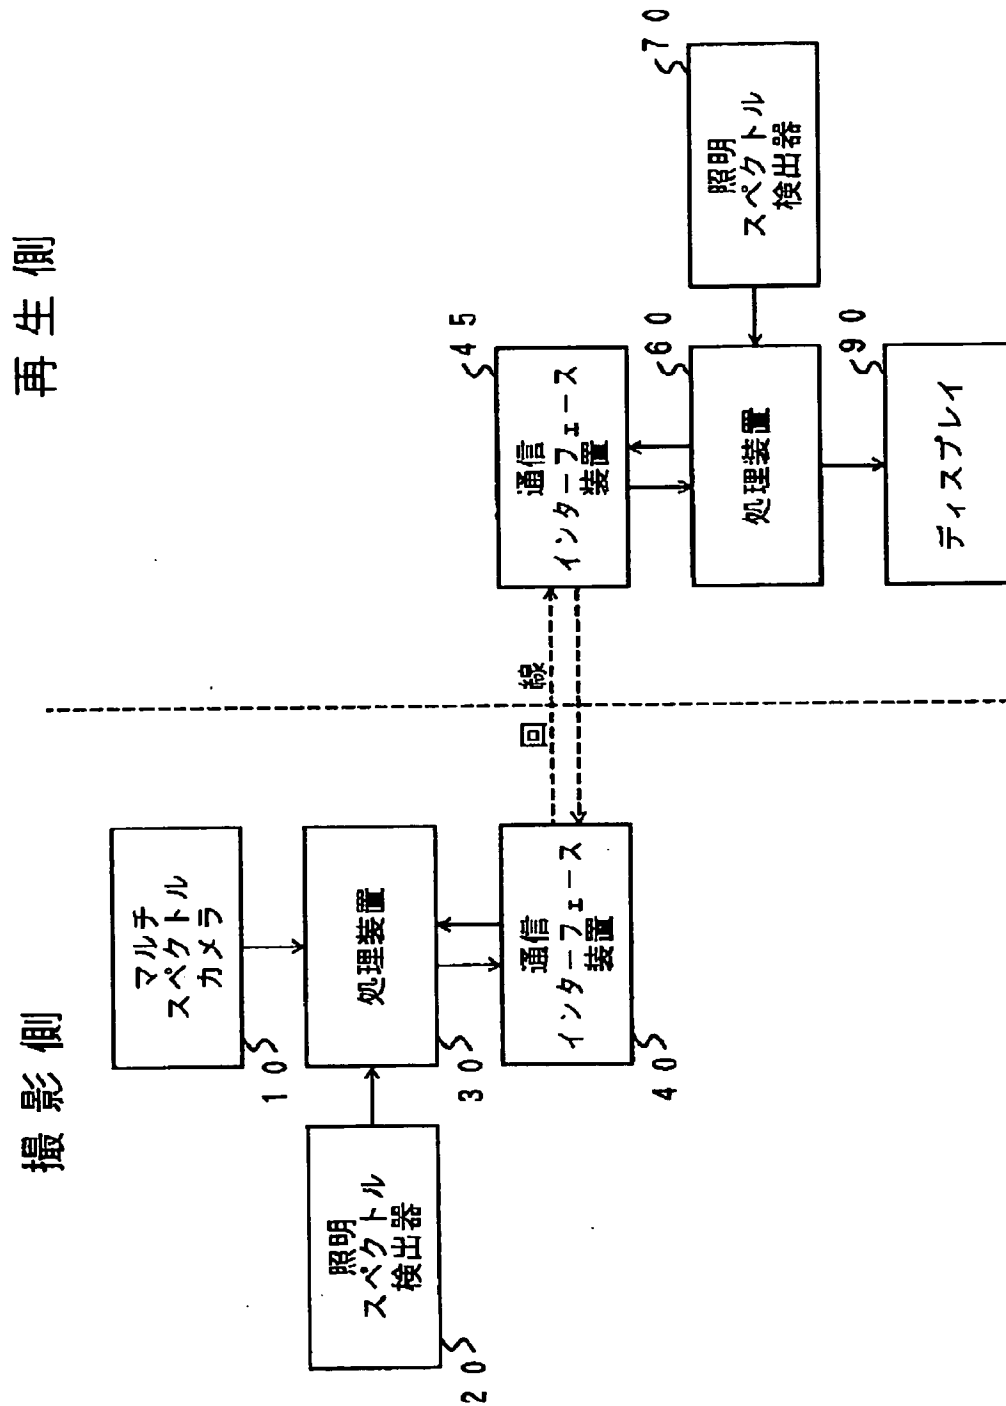 撮影側
再生側
マルチ
スペクトル
カメラ
10
照明
スペクトル
検出器
20
処理装置
30
通信
インターフェース
装置
40
回線
通信
インターフェース
装置
45
処理装置
60
照明
スペクトル
検出器
70
ディスプレイ
90